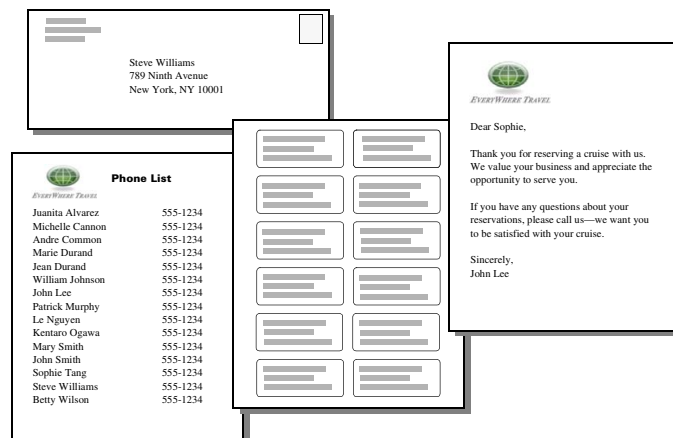 Steve Williams
789 Ninth Avenue
New York, NY 10001
EVERYWHERE TRAVEL
Phone List
Juanita Alvarez 555-1234
Michelle Cannon 555-1234
Andre Common 555-1234
Marie Durand 555-1234
Jean Durand 555-1234
William Johnson 555-1234
John Lee 555-1234
Patrick Murphy 555-1234
Le Nguyen 555-1234
Kentaro Ogawa 555-1234
Mary Smith 555-1234
John Smith 555-1234
Sophie Tang 555-1234
Steve Williams 555-1234
Betty Wilson 555-1234
EVERYWHERE TRAVEL
Dear Sophie,
Thank you for reserving a cruise with us.
We value your business and appreciate the
opportunity to serve you.
If you have any questions about your
reservations, please call us—we want you
to be satisfied with your cruise.
Sincerely,
John Lee